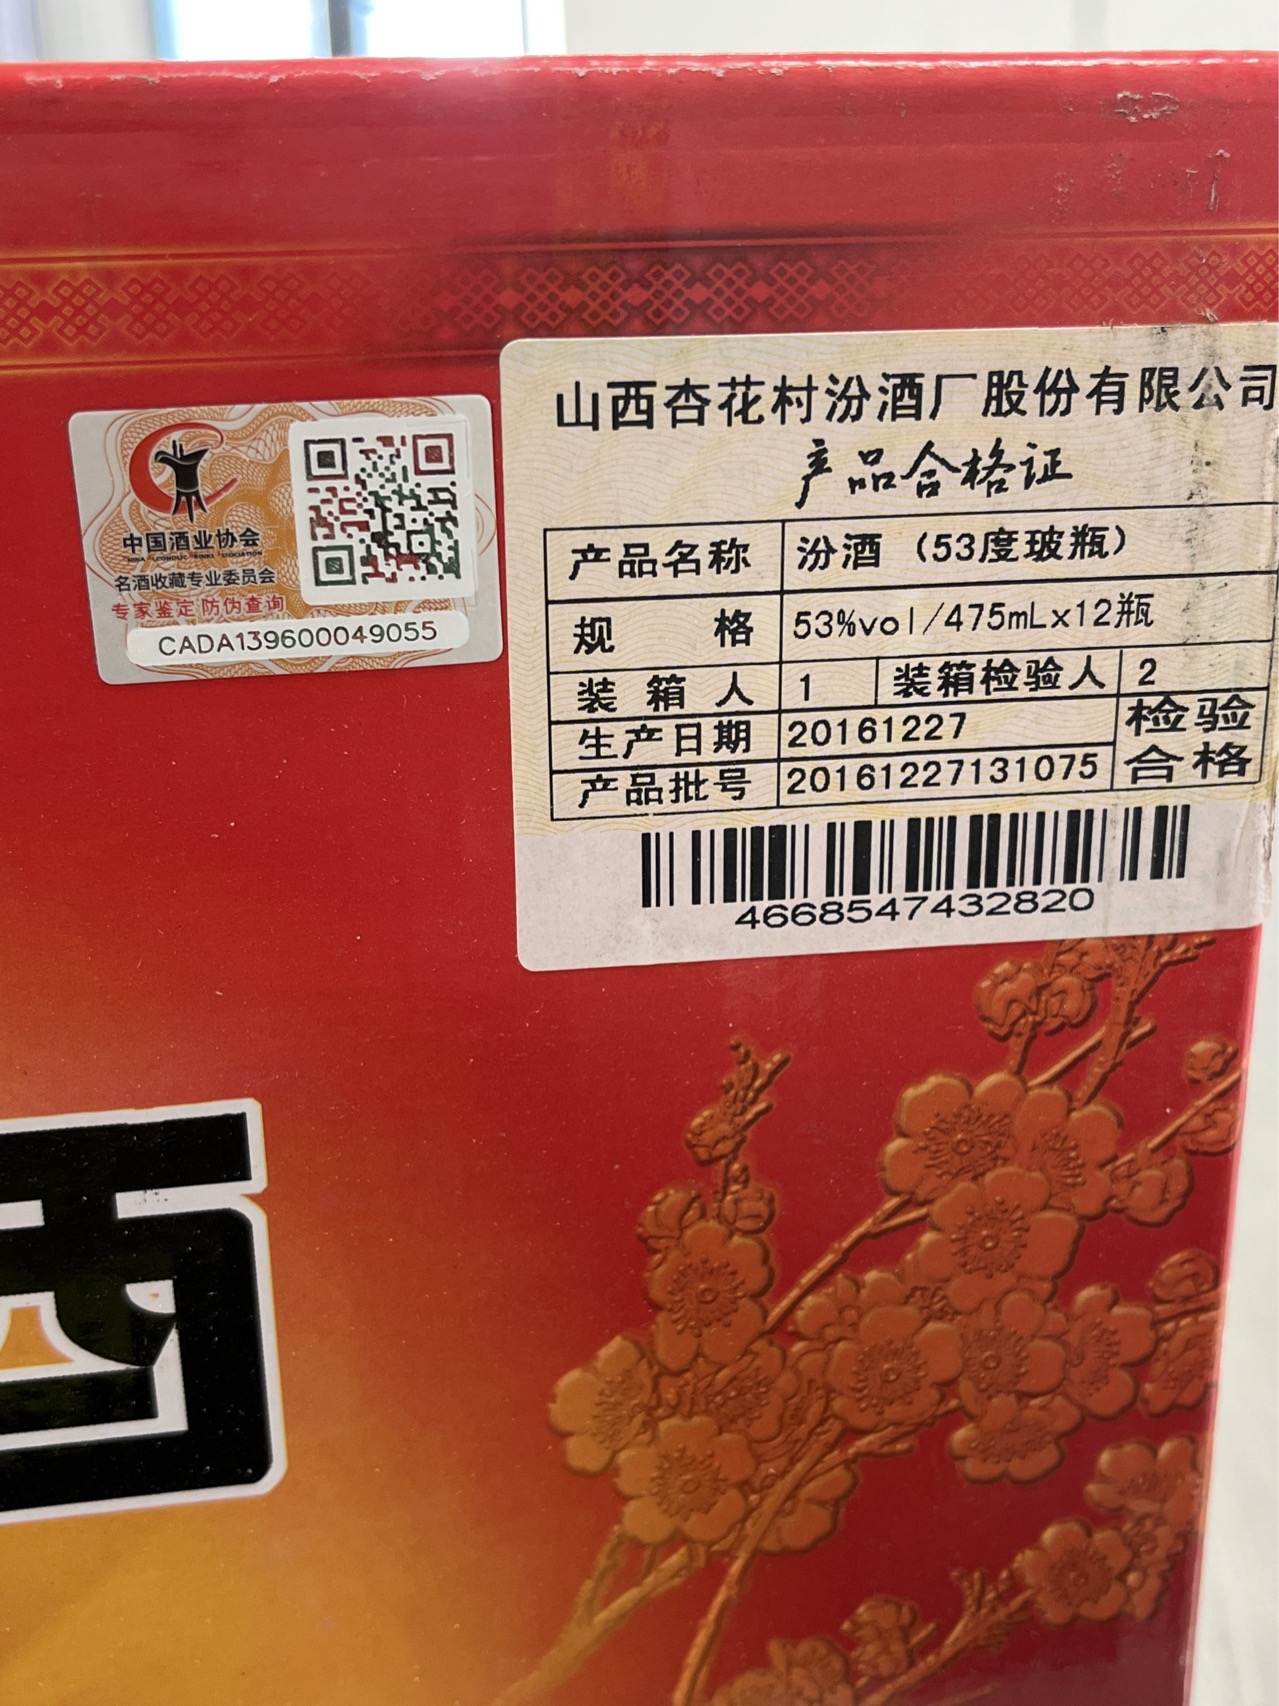 山西杏花村汾酒厂股份有限公司
产品合格证
产品名称 汾酒（53度玻瓶）
规格 53%vol/475mLx12瓶
装箱人 1 装箱检验人 2
生产日期 20161227
产品批号 20161227131075
检验
合格
4668547432820
中国酒业协会
名酒收藏专业委员会
专家鉴定 防伪查询
CADA139600049055